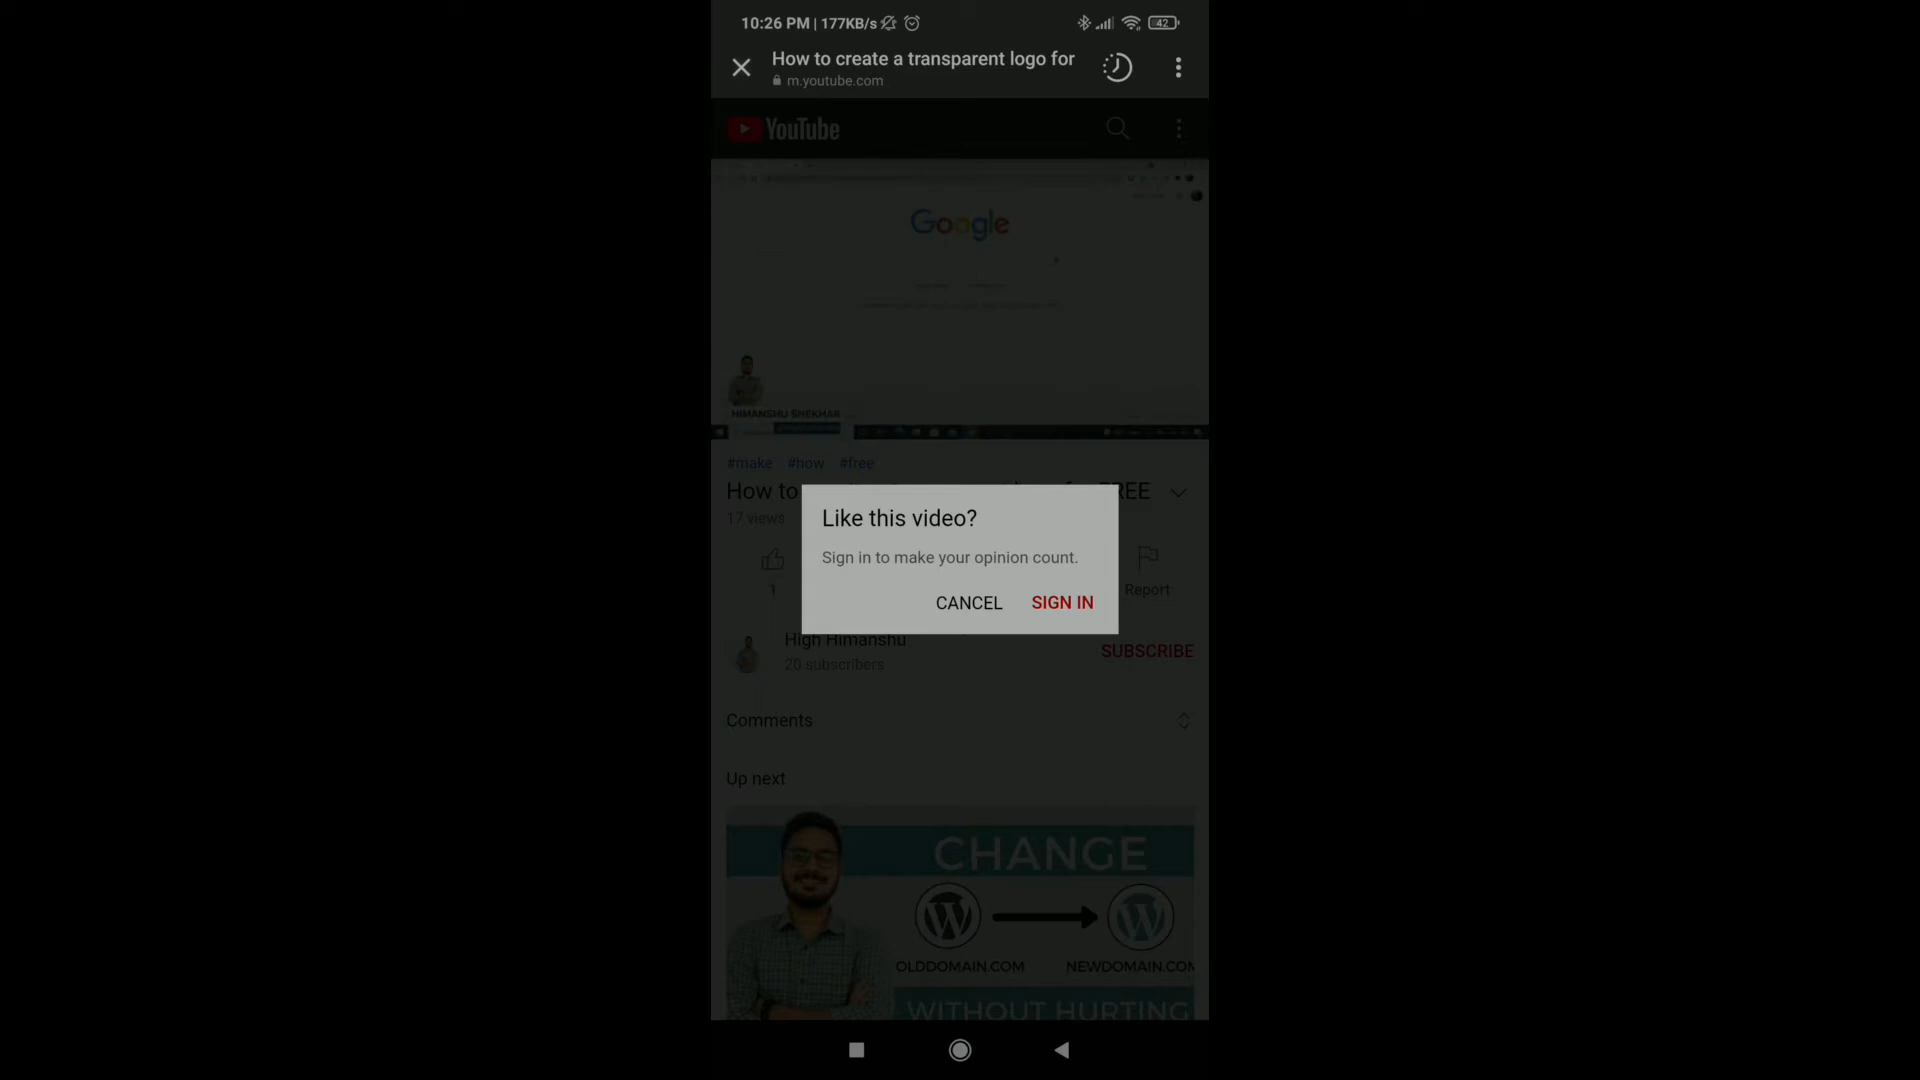 10:26 PM | 177KB/s
42
How to create a transparent logo for
m.youtube.com
YouTube
Google
HIMANSHU SHEKHAR
#make #how #free
How to
FREE
17 views
Like this video?
Sign in to make your opinion count.
CANCEL SIGN IN
1
Report
High Himanshu
20 subscribers
SUBSCRIBE
Comments
Up next
CHANGE
OLDDOMAIN.COM
NEWDOMAIN.COM
WITHOUT HURTING